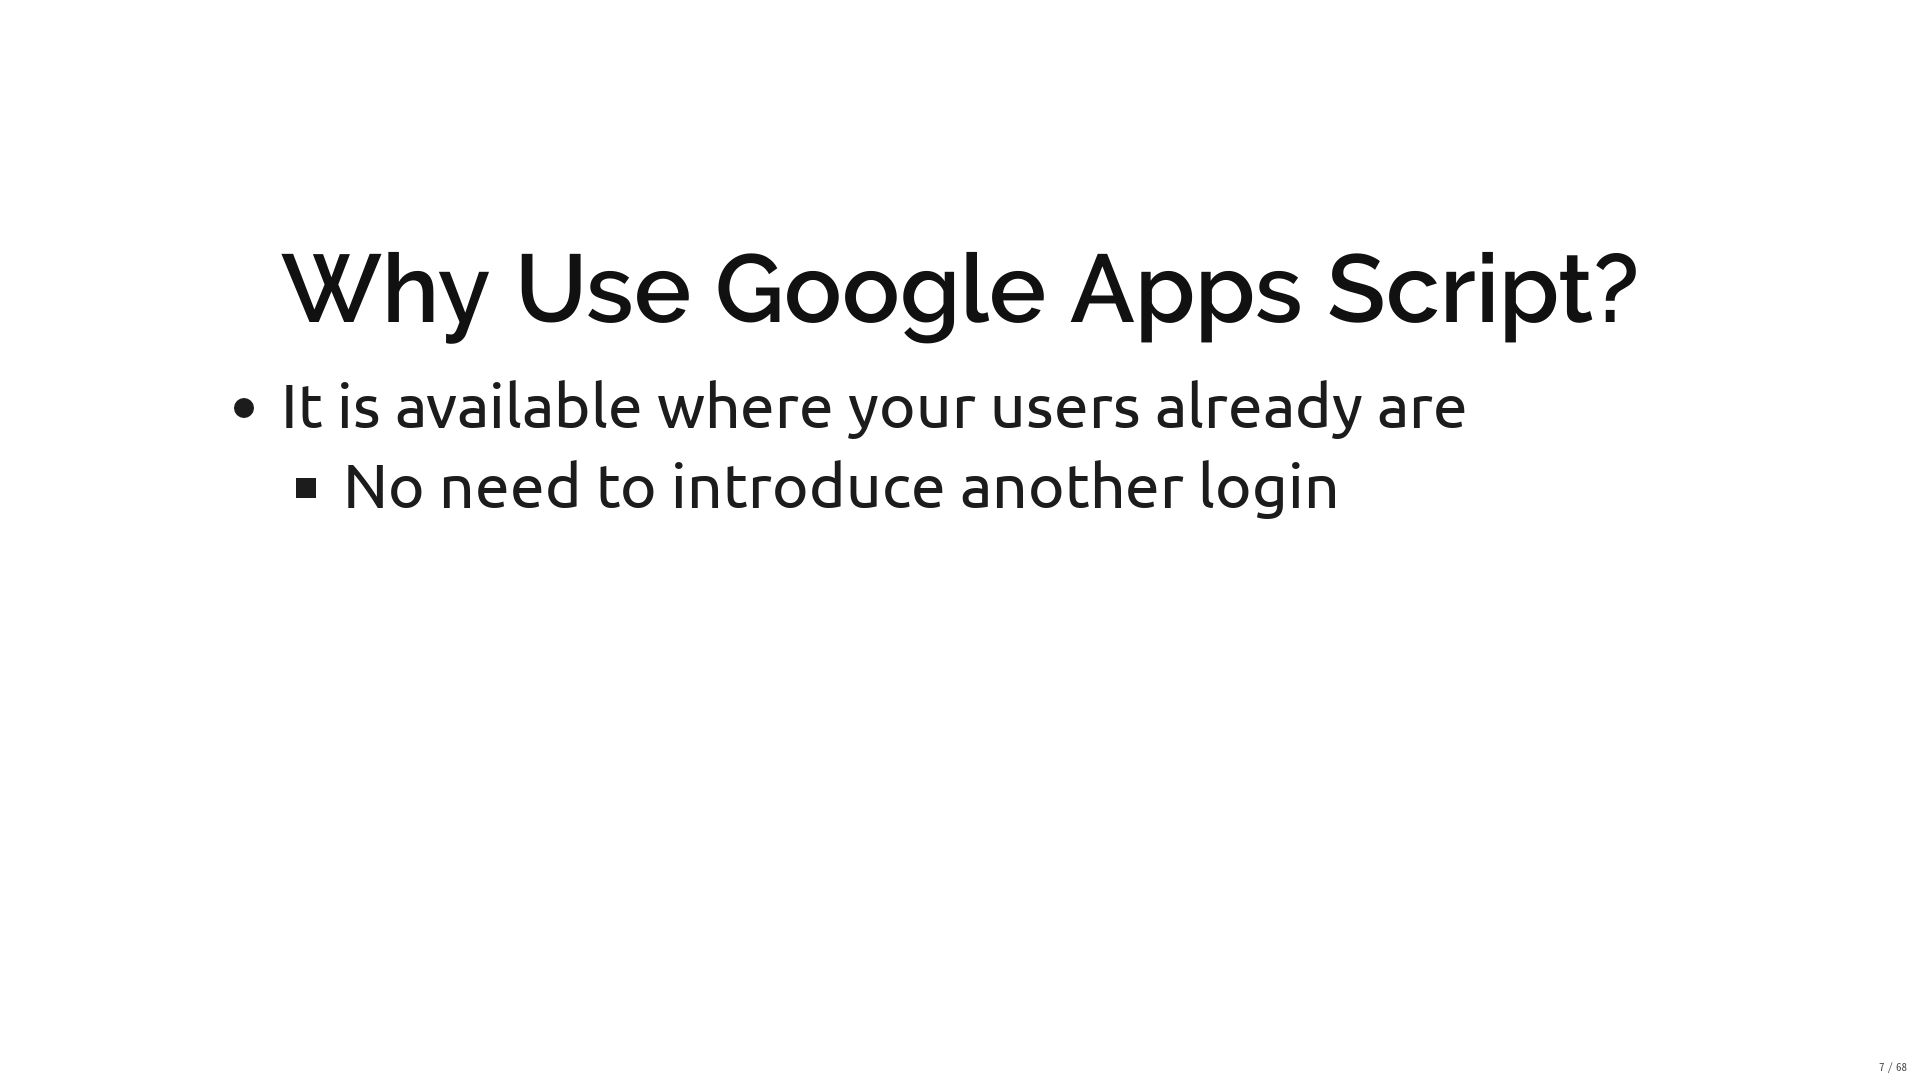 Why Use Google Apps Script?
It is available where your users already are
No need to introduce another login
7 / 68